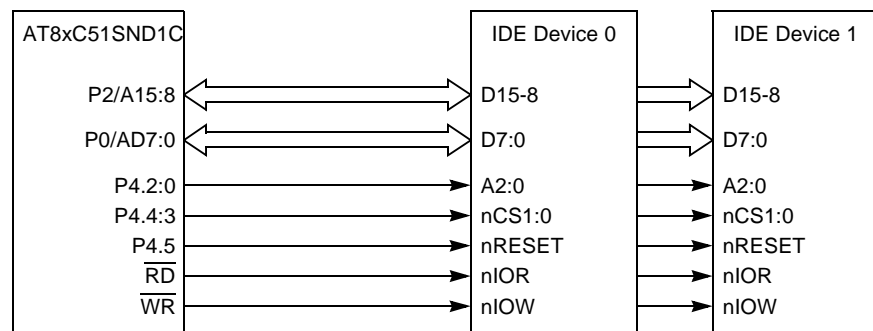 AT8xC51SND1C IDE Device 0 IDE Device 1
P2/A15:8 D15-8 D15-8
P0/AD7:0 D7:0 D7:0
P4.2:0 A2:0 A2:0
P4.4:3 nCS1:0 nCS1:0
P4.5 nRESET nRESET
RD nIOR nIOR
WR nIOW nIOW